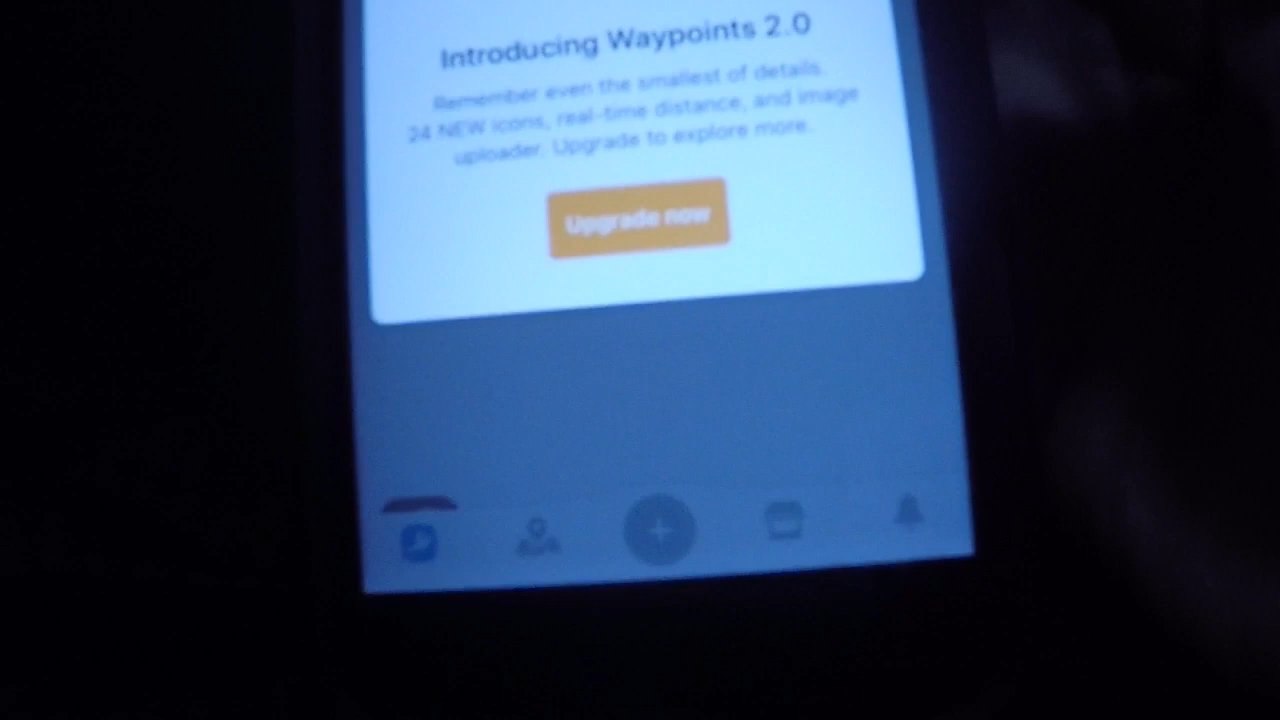 Introducing Waypoints 2.0
Remember even the smallest of details.
24 NEW icons, real-time distance, and image
uploader. Upgrade to explore more.
Upgrade now